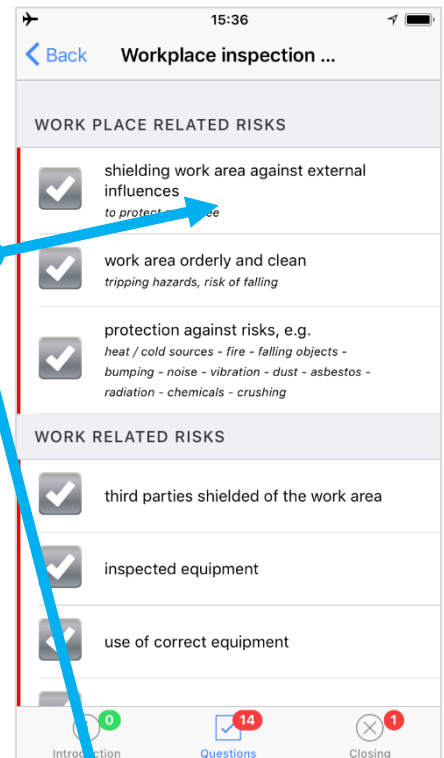 15:36
Back Workplace inspection ...
WORK PLACE RELATED RISKS
shielding work area against external
influences
to protect
work area orderly and clean
tripping hazards, risk of falling
protection against risks, e.g.
heat / cold sources - fire - falling objects -
bumping - noise - vibration - dust - asbestos -
radiation - chemicals - crushing
WORK RELATED RISKS
third parties shielded of the work area
inspected equipment
use of correct equipment
0 14 1
Introduction Questions Closing